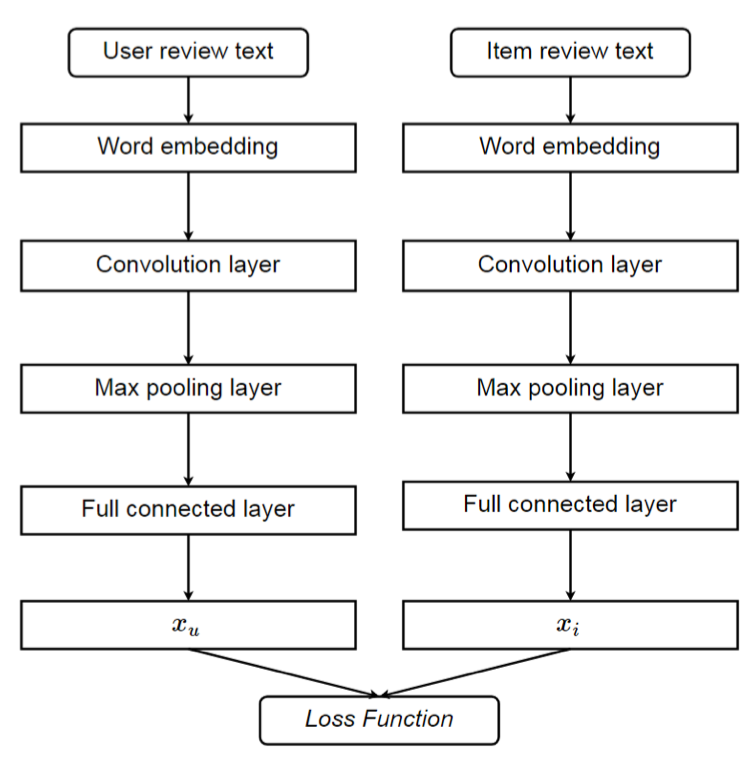 User review text
Word embedding
Convolution layer
Max pooling layer
Full connected layer
x_u
Item review text
Word embedding
Convolution layer
Max pooling layer
Full connected layer
x_i
Loss Function